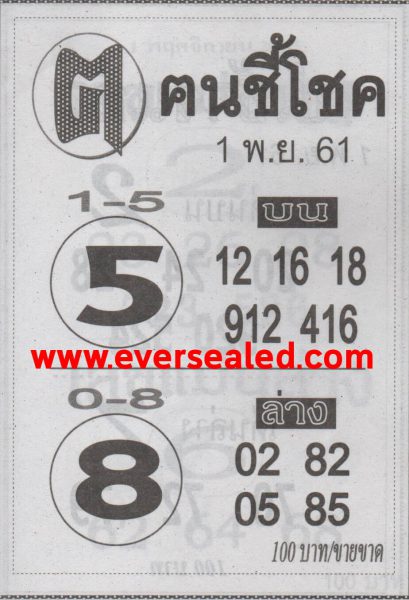 ฅ ฅนชี้โชค
1 พ.ย. 61
1-5 บน
5 12 16 18
912 416
www.eversealed.com
0-8 ล่าง
8 02 82
05 85
100 บาท/ขายขาด